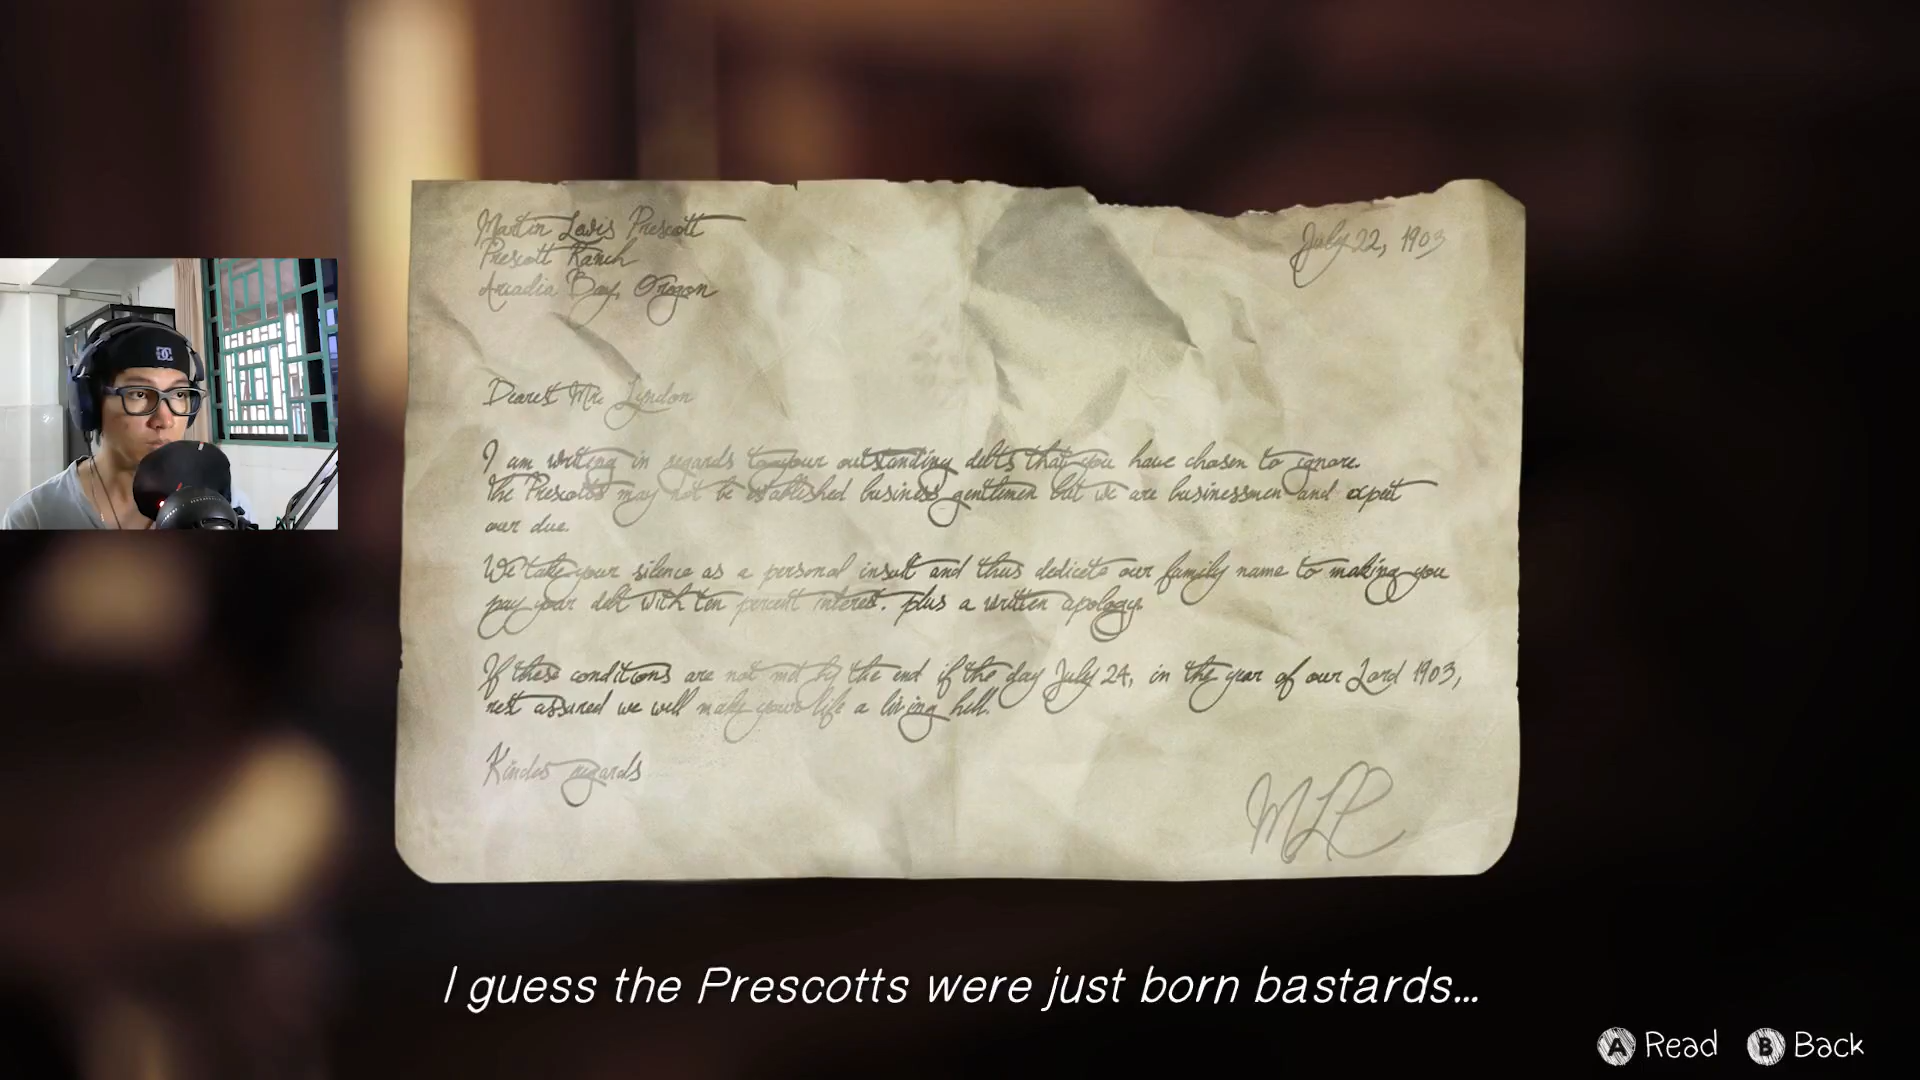 Martin Lewis Prescott
Prescott Ranch
Arcadia Bay, Oregon
July 22, 1903
Dearest Mr. Lyndon
I am writing in regards to your outstanding debts that you have chosen to ignore.
The Prescotts may not be established business gentlemen but we are businessmen and expect
our due.
We take your silence as a personal insult and thus dedicate our family name to making you
pay your debt with ten percent interest. plus a written apology.
If these conditions are not met by the end if the day July 24, in the year of our Lord 1903,
rest assured we will make your life a living hell.
Kindes regards
MLP
I guess the Prescotts were just born bastards...
A Read B Back